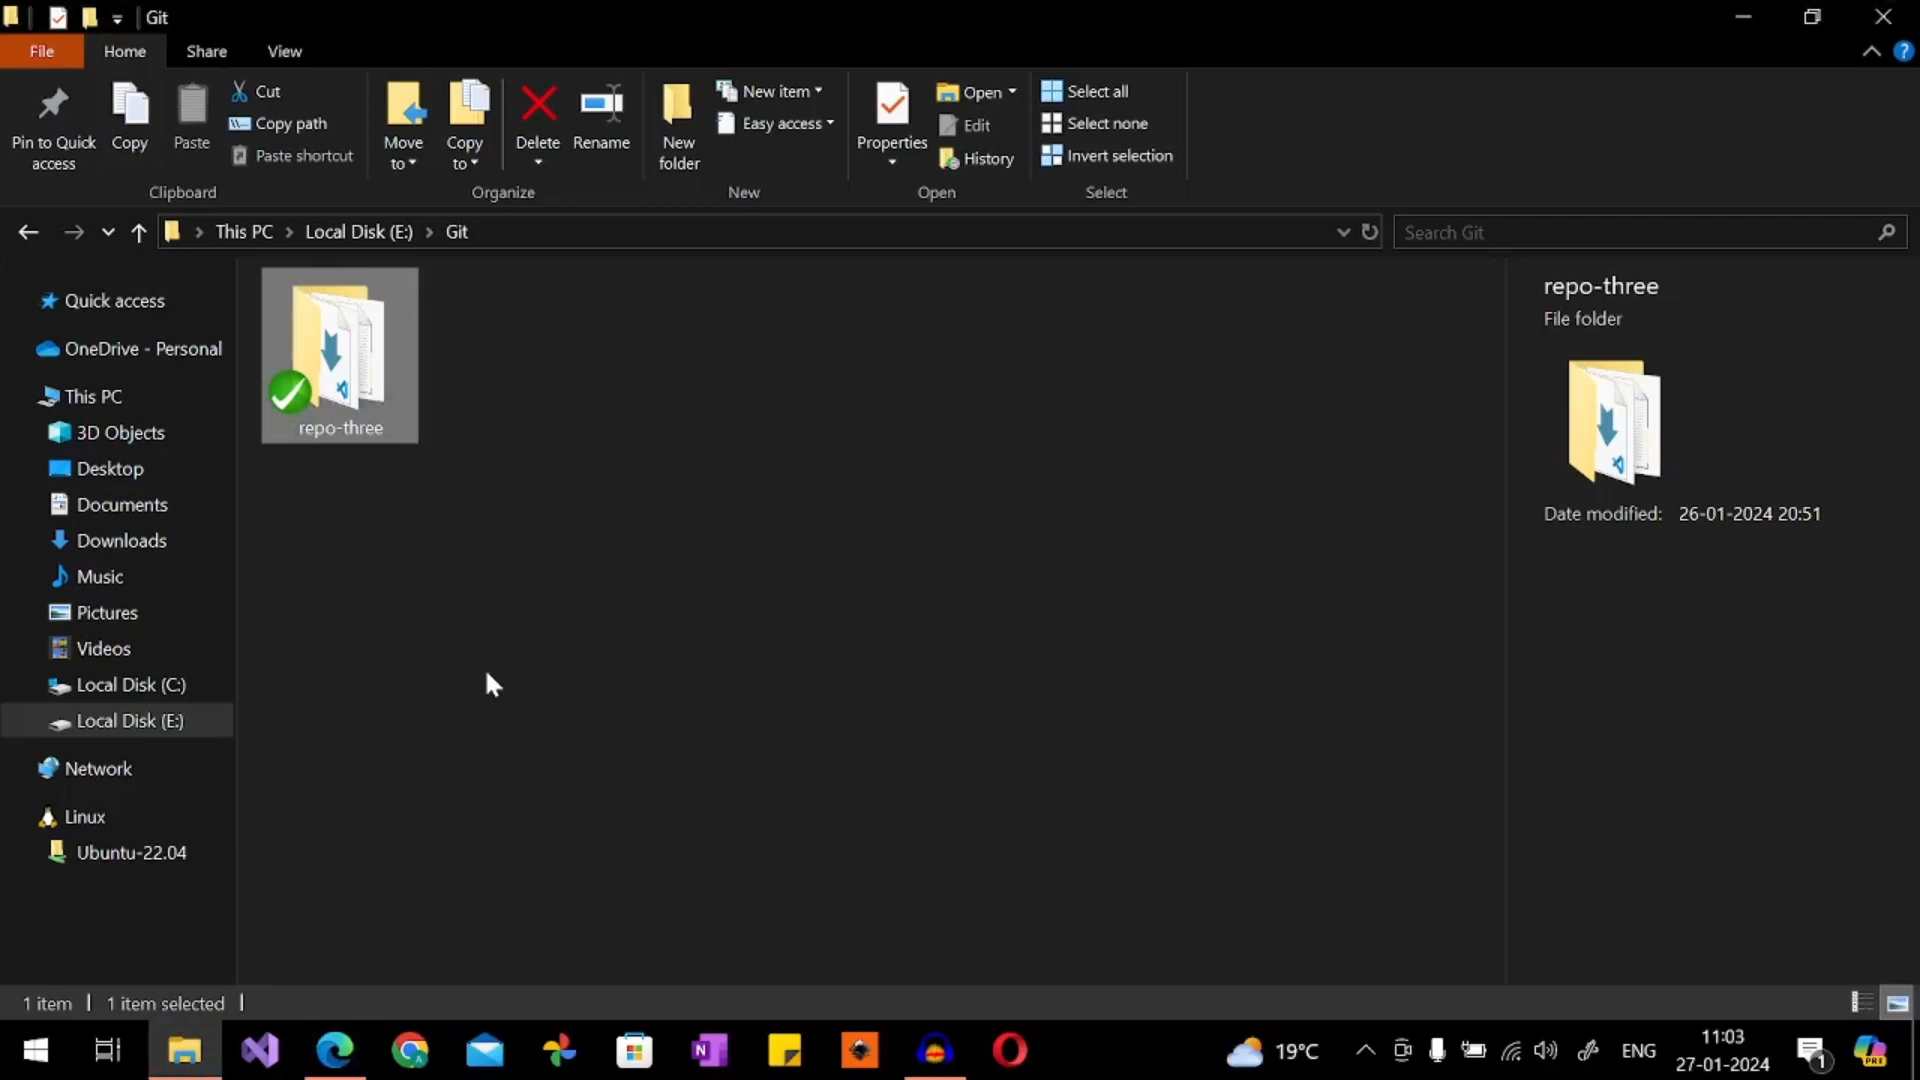 Git
File Home Share View
Pin to Quick access
Copy
Paste
Cut
Copy path
Paste shortcut
Clipboard
Move to
Copy to
Delete
Rename
Organize
New folder
New item
Easy access
New
Properties
Open
Edit
History
Open
Select all
Select none
Invert selection
Select
This PC Local Disk (E:) Git
Search Git
Quick access
OneDrive - Personal
This PC
3D Objects
Desktop
Documents
Downloads
Music
Pictures
Videos
Local Disk (C:)
Local Disk (E:)
Network
Linux
Ubuntu-22.04
repo-three
repo-three
File folder
Date modified: 26-01-2024 20:51
1 item 1 item selected
19°C
ENG
11:03
27-01-2024
1
PRE